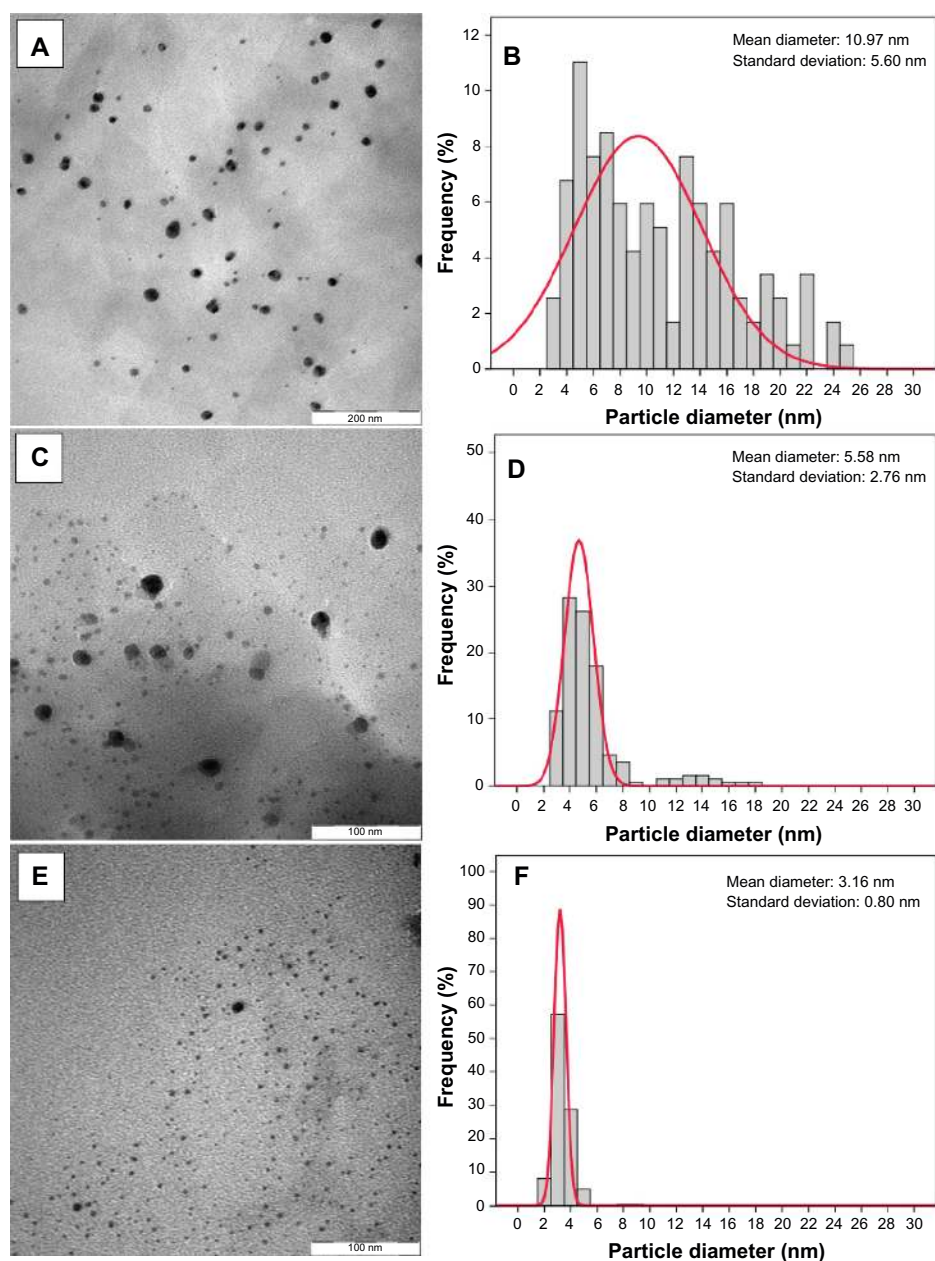 A
200 nm
B
Mean diameter: 10.97 nm
Standard deviation: 5.60 nm
Frequency (%)
12
10
8
6
4
2
0
0 2 4 6 8 10 12 14 16 18 20 22 24 26 28 30
Particle diameter (nm)
C
100 nm
D
Mean diameter: 5.58 nm
Standard deviation: 2.76 nm
Frequency (%)
50
40
30
20
10
0
0 2 4 6 8 10 12 14 16 18 20 22 24 26 28 30
Particle diameter (nm)
E
100 nm
F
Mean diameter: 3.16 nm
Standard deviation: 0.80 nm
Frequency (%)
100
90
80
70
60
50
40
30
20
10
0
0 2 4 6 8 10 12 14 16 18 20 22 24 26 28 30
Particle diameter (nm)